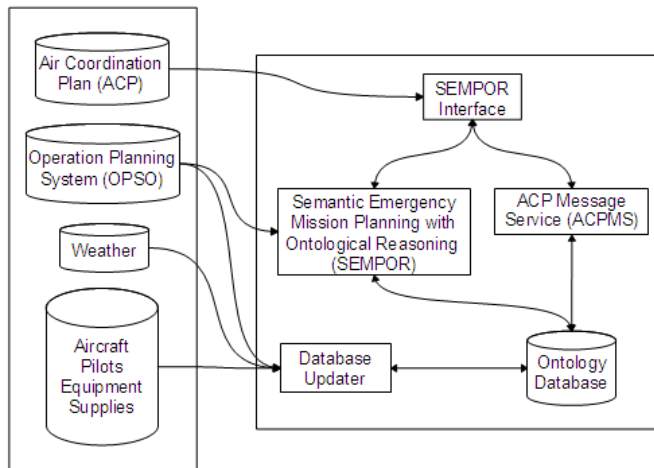 Air Coordination
Plan (ACP)
Operation Planning
System (OPSO)
Weather
Aircraft
Pilots
Equipment
Supplies
SEMPOR
Interface
Semantic Emergency
Mission Planning with
Ontological Reasoning
(SEMPOR)
ACP Message
Service (ACPMS)
Database
Updater
Ontology
Database